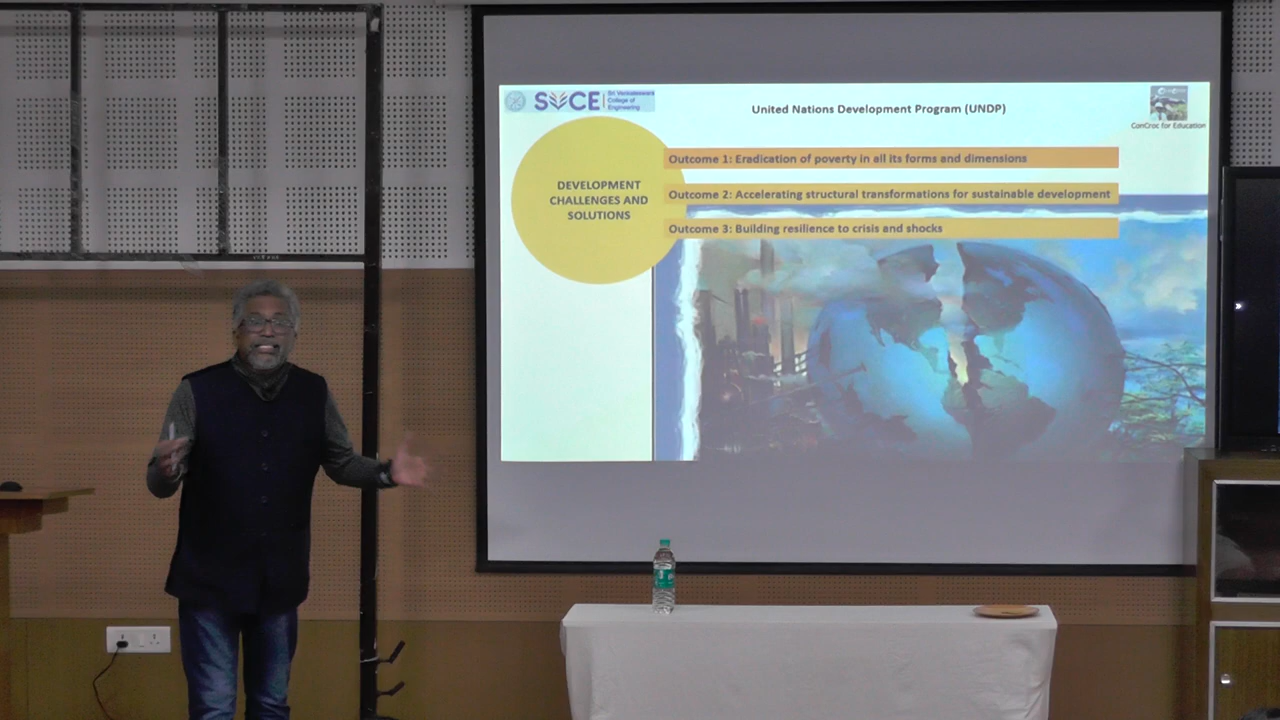 SVCE
Sri Venkateswara
College of
Engineering
United Nations Development Program (UNDP)
ConCroc for Education
DEVELOPMENT
CHALLENGES AND
SOLUTIONS
Outcome 1: Eradication of poverty in all its forms and dimensions
Outcome 2: Accelerating structural transformations for sustainable development
Outcome 3: Building resilience to crisis and shocks